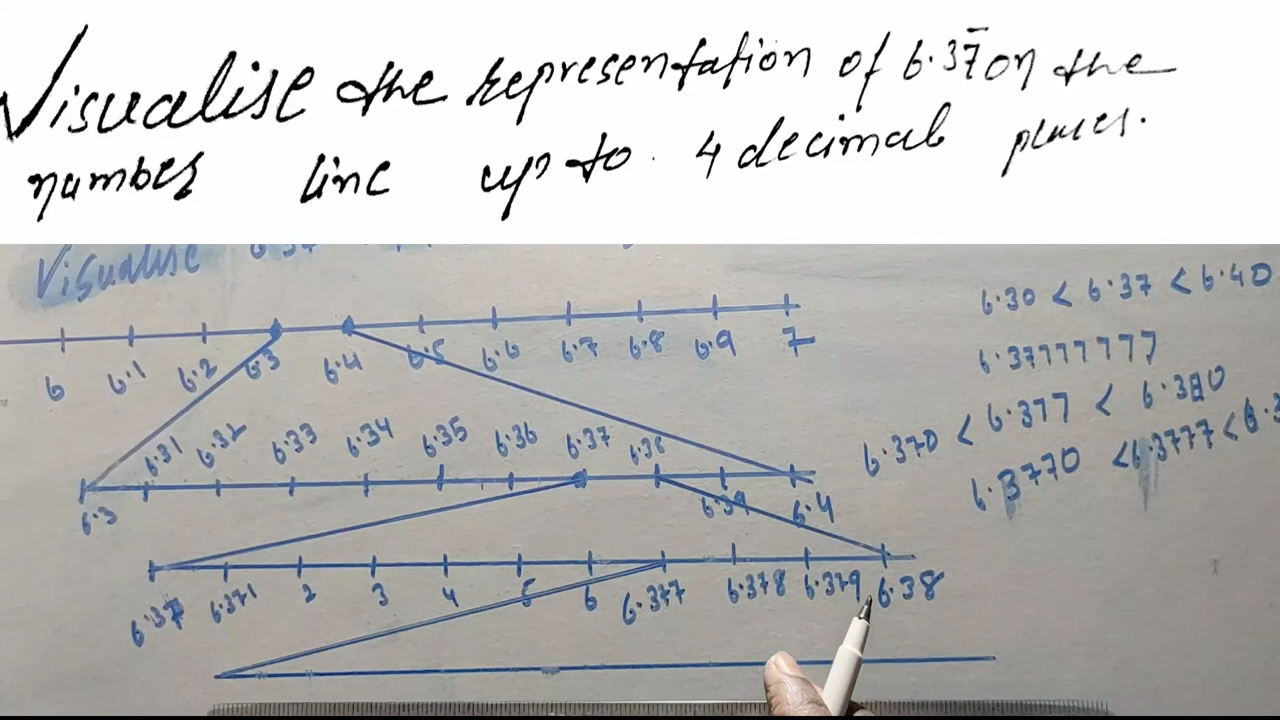 Visualise the representation of 6.37̅ on the
number line up to 4 decimal places.
Visualise 6.37
6 6.1 6.2 6.3 6.4 6.5 6.6 6.7 6.8 6.9 7
6.30 < 6.37 < 6.40
6.37777777
6.370 < 6.377 < 6.380
6.3770 < 6.3777 < 6.3
6.3 6.31 6.32 6.33 6.34 6.35 6.36 6.37 6.38 6.39 6.4
6.37 6.371 2 3 4 5 6 6.377 6.378 6.379 6.38